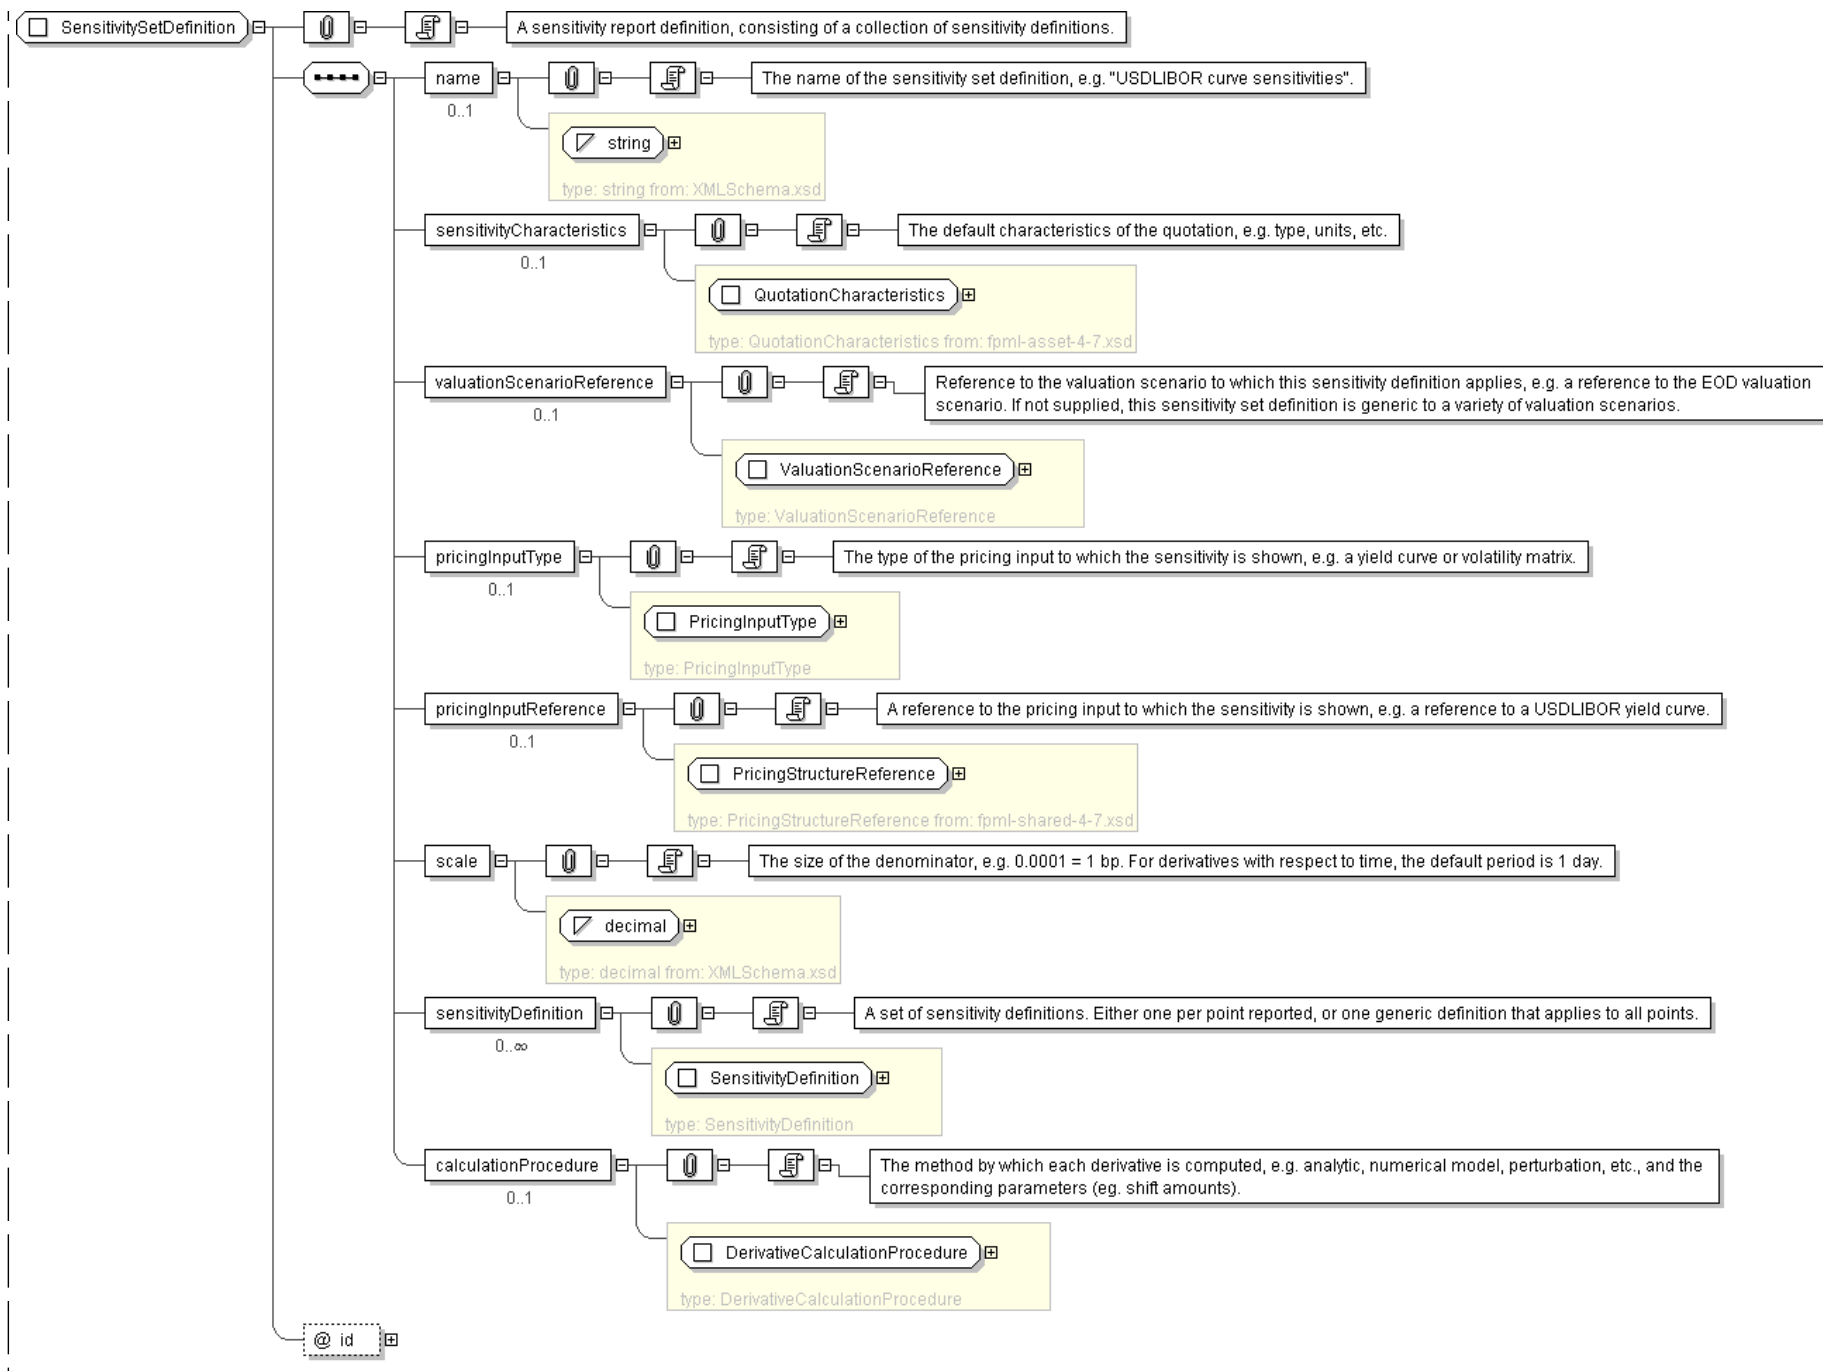 SensitivitySetDefinition
A sensitivity report definition, consisting of a collection of sensitivity definitions.
name
The name of the sensitivity set definition, e.g. "USDLIBOR curve sensitivities".
0..1
string
type: string from: XMLSchema.xsd
sensitivityCharacteristics
The default characteristics of the quotation, e.g. type, units, etc.
0..1
QuotationCharacteristics
type: QuotationCharacteristics from: fpml-asset-4-7.xsd
valuationScenarioReference
Reference to the valuation scenario to which this sensitivity definition applies, e.g. a reference to the EOD valuation
scenario. If not supplied, this sensitivity set definition is generic to a variety of valuation scenarios.
0..1
ValuationScenarioReference
type: ValuationScenarioReference
pricingInputType
The type of the pricing input to which the sensitivity is shown, e.g. a yield curve or volatility matrix.
0..1
PricingInputType
type: PricingInputType
pricingInputReference
A reference to the pricing input to which the sensitivity is shown, e.g. a reference to a USDLIBOR yield curve.
0..1
PricingStructureReference
type: PricingStructureReference from: fpml-shared-4-7.xsd
scale
The size of the denominator, e.g. 0.0001 = 1 bp. For derivatives with respect to time, the default period is 1 day.
decimal
type: decimal from: XMLSchema.xsd
sensitivityDefinition
A set of sensitivity definitions. Either one per point reported, or one generic definition that applies to all points.
0..∞
SensitivityDefinition
type: SensitivityDefinition
calculationProcedure
The method by which each derivative is computed, e.g. analytic, numerical model, perturbation, etc., and the
corresponding parameters (eg. shift amounts).
0..1
DerivativeCalculationProcedure
type: DerivativeCalculationProcedure
@ id